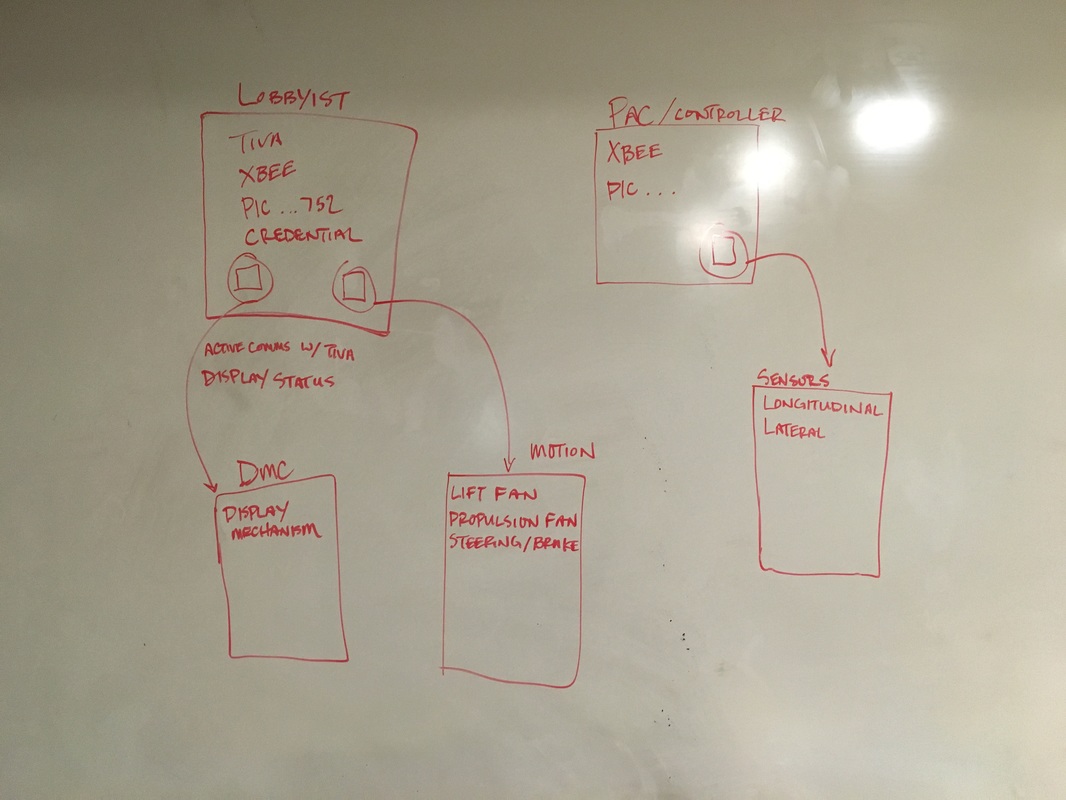 LOBBYIST
TIVA
XBEE
PIC ... 752
CREDENTIAL
ACTIVE COMMS W/ TIVA
DISPLAY STATUS
DMC
DISPLAY
MECHANISM
MOTION
LIFT FAN
PROPULSION FAN
STEERING/BRAKE
PAC/CONTROLLER
XBEE
PIC ...
SENSORS
LONGITUDINAL
LATERAL